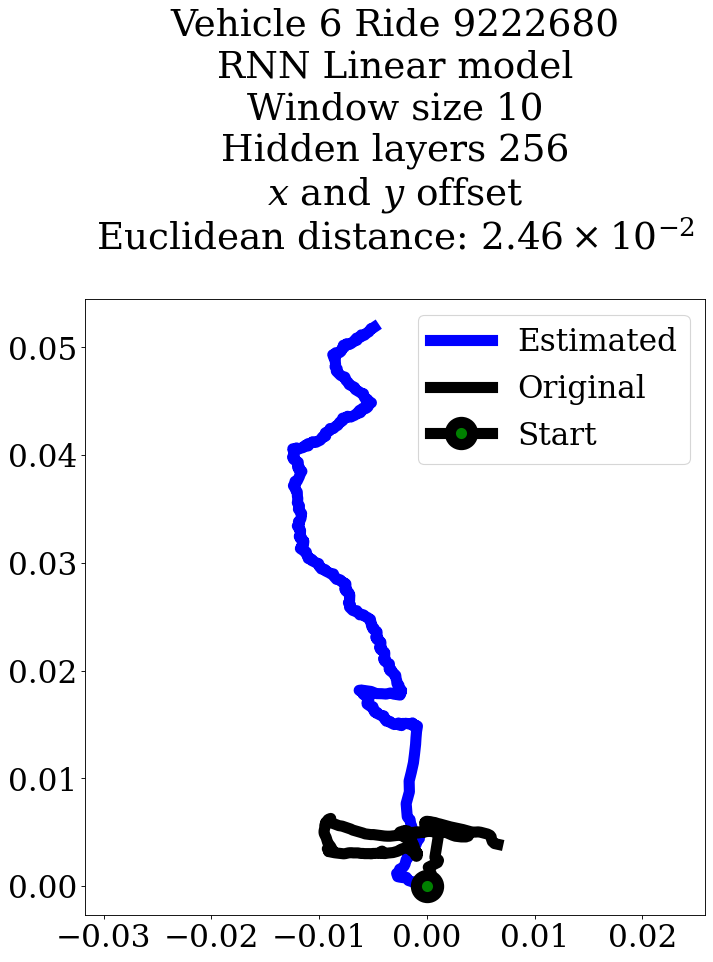 Vehicle 6 Ride 9222680
RNN Linear model
Window size 10
Hidden layers 256
x and y offset
Euclidean distance: 2.46 × 10⁻²
Estimated
Original
Start
0.05
0.04
0.03
0.02
0.01
0.00
−0.03 −0.02 −0.01 0.00 0.01 0.02